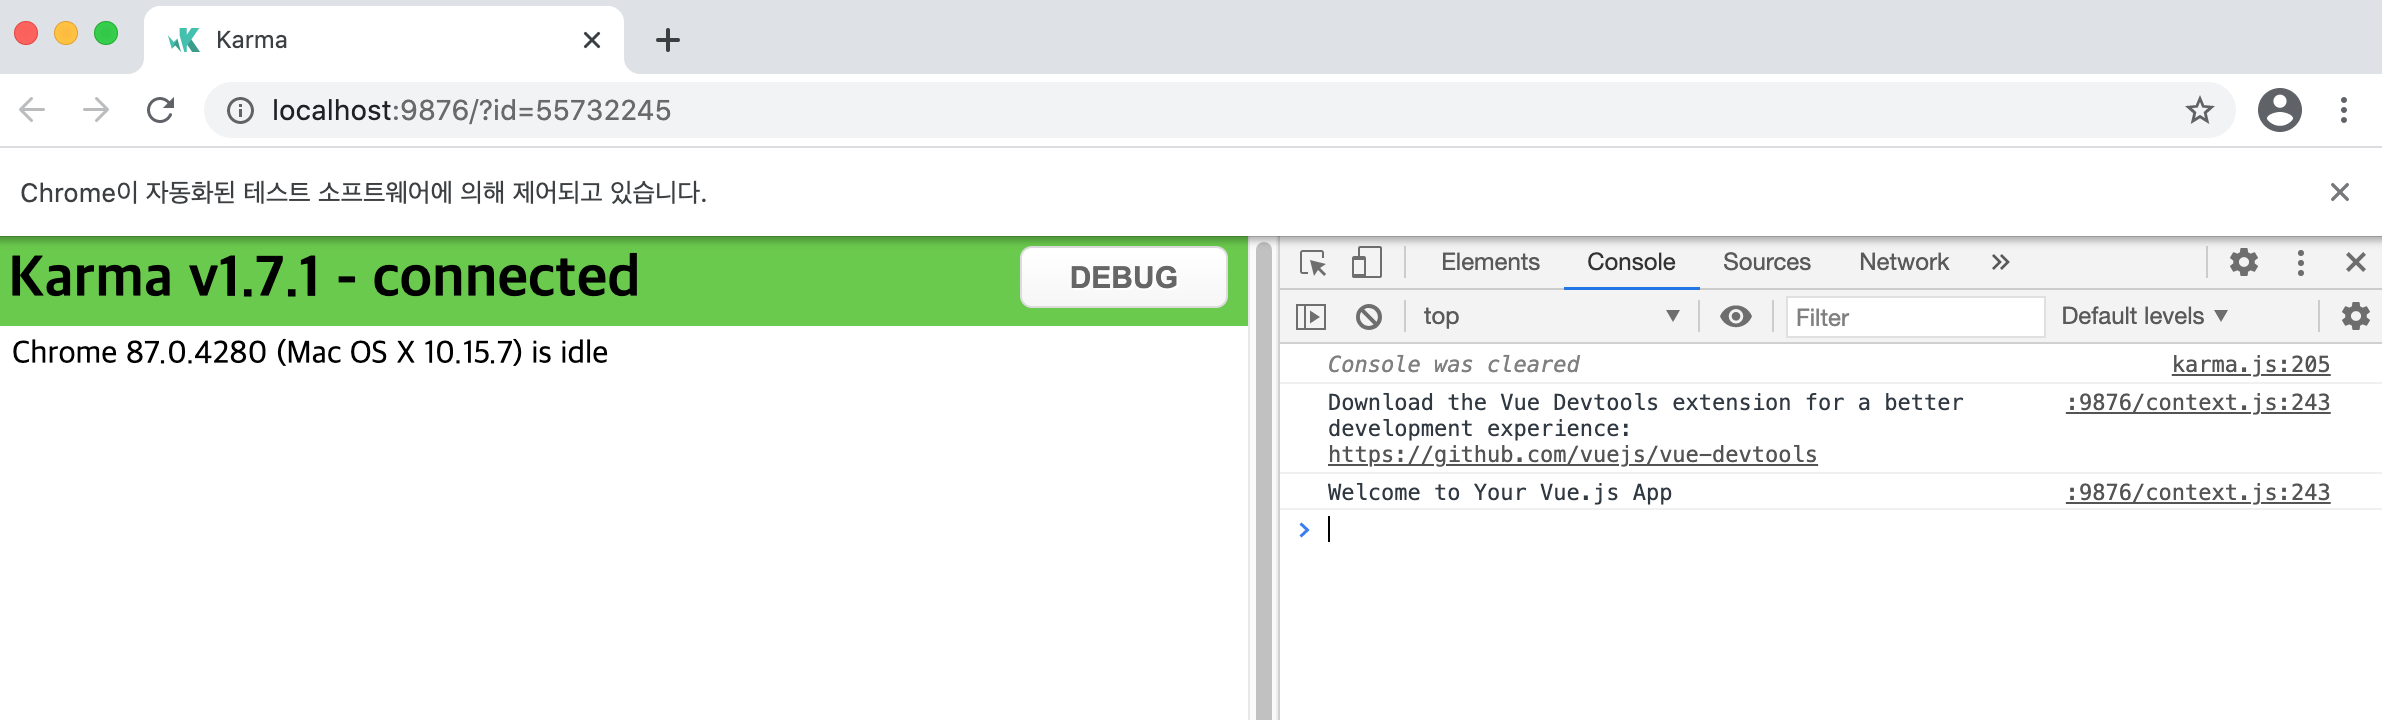 Karma
localhost:9876/?id=55732245
Chrome이 자동화된 테스트 소프트웨어에 의해 제어되고 있습니다.
Karma v1.7.1 - connected
DEBUG
Chrome 87.0.4280 (Mac OS X 10.15.7) is idle
Elements Console Sources Network
top Filter Default levels
Console was cleared karma.js:205
Download the Vue Devtools extension for a better :9876/context.js:243
development experience:
https://github.com/vuejs/vue-devtools
Welcome to Your Vue.js App :9876/context.js:243